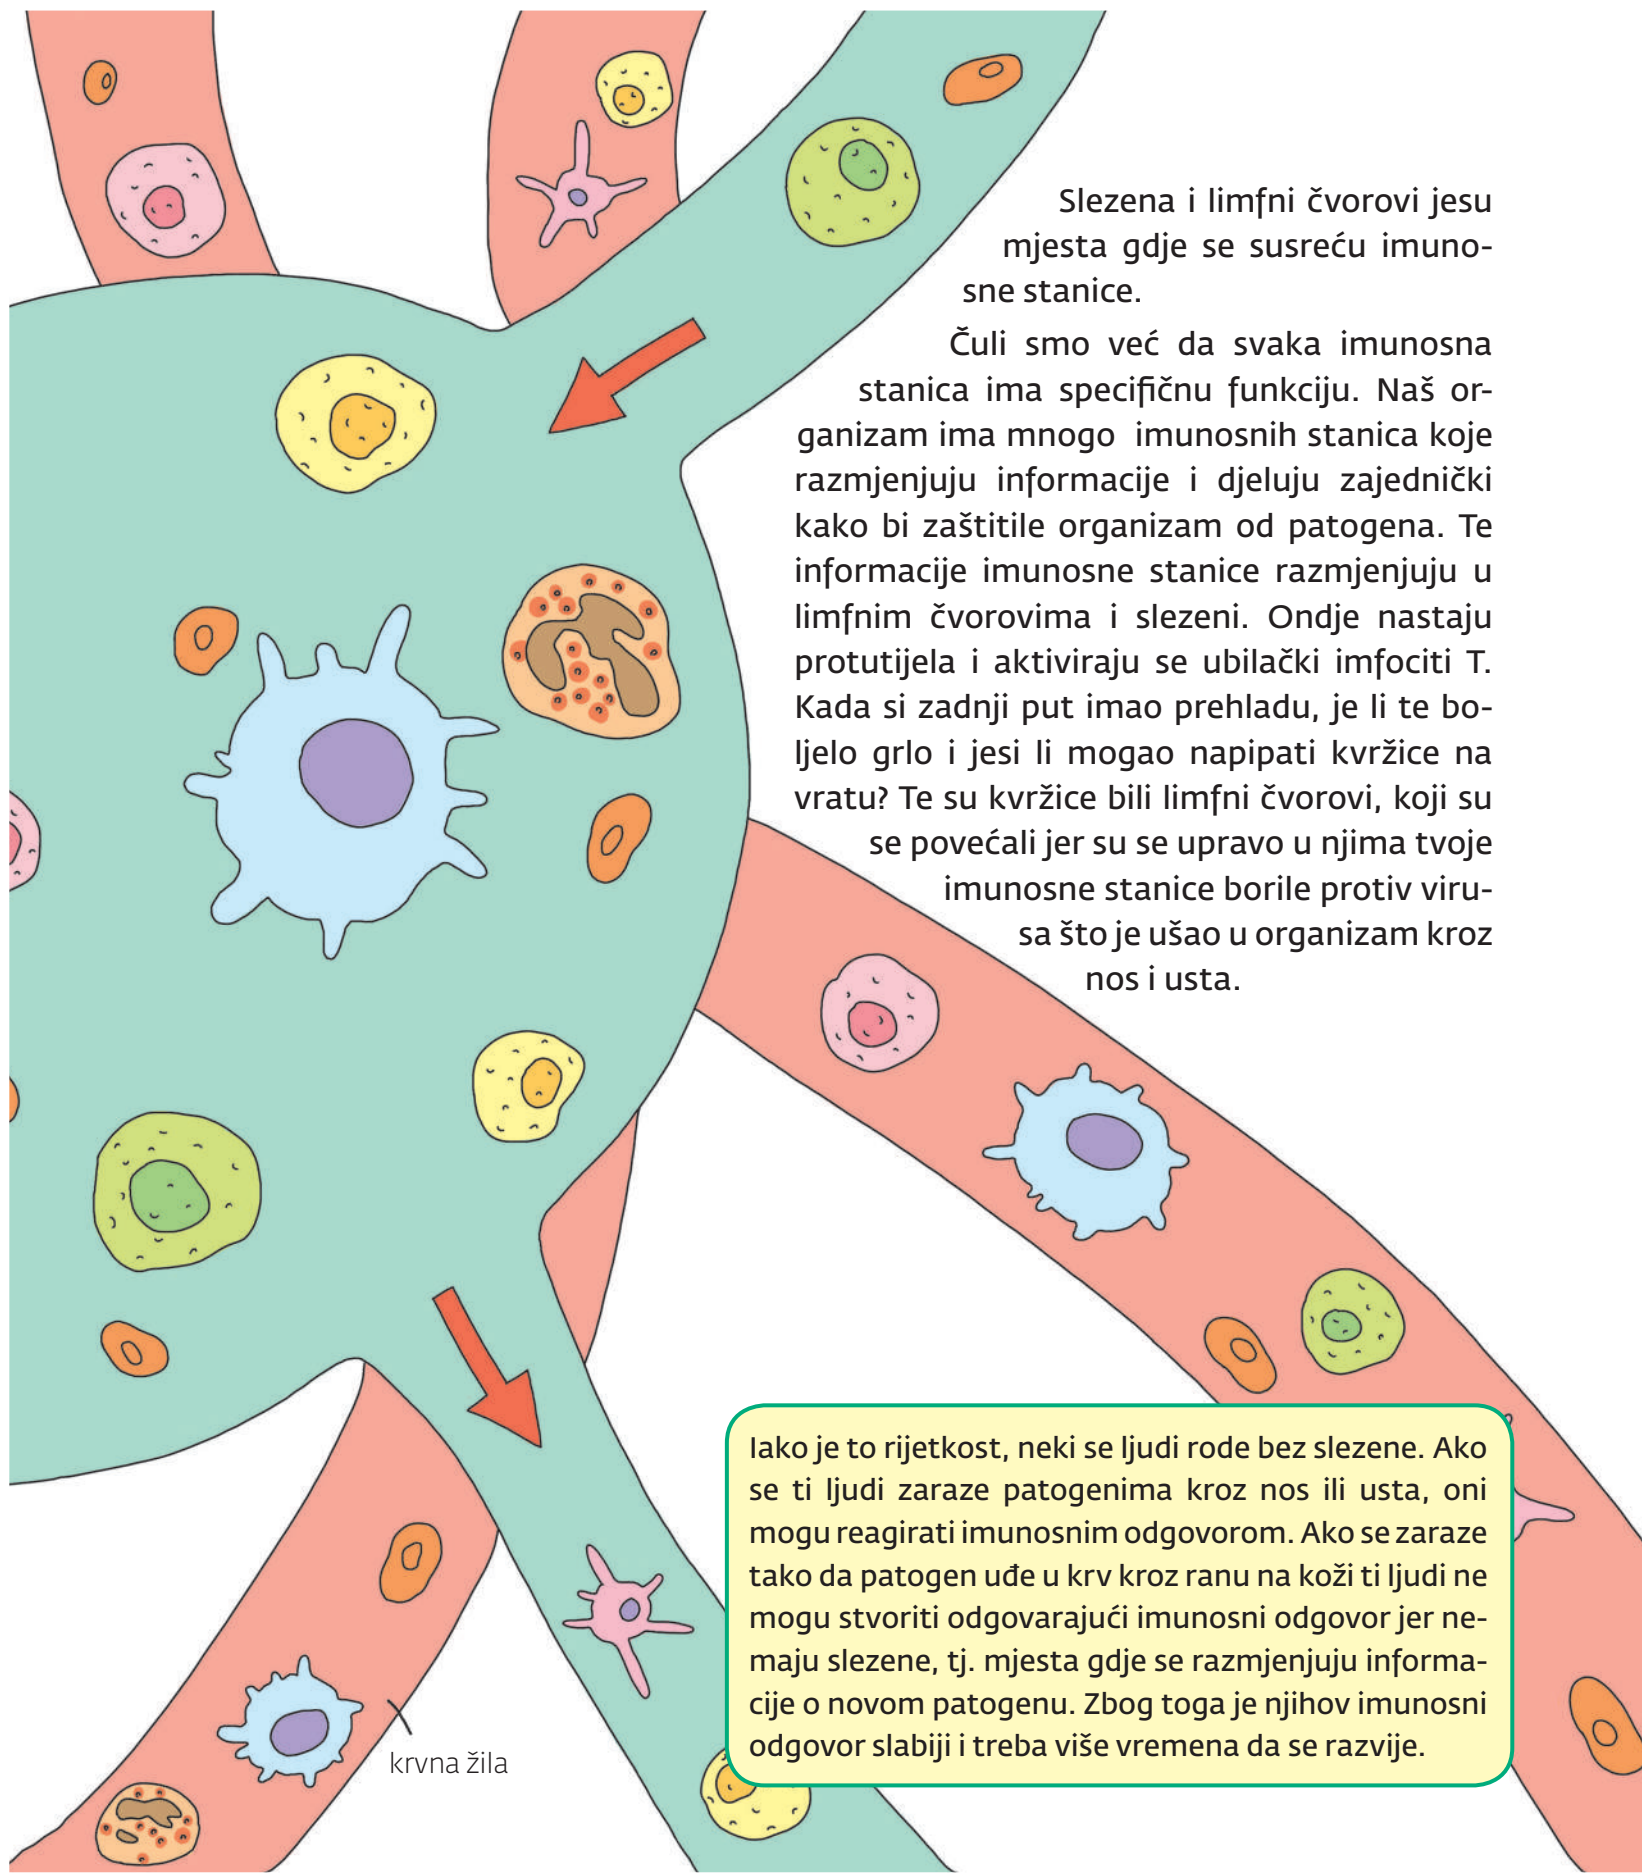 Slezena i limfni čvorovi jesu
mjesta gdje se susreću imuno-
sne stanice.
Čuli smo već da svaka imunosna
stanica ima specifičnu funkciju. Naš or-
ganizam ima mnogo imunosnih stanica koje
razmjenjuju informacije i djeluju zajednički
kako bi zaštitile organizam od patogena. Te
informacije imunosne stanice razmjenjuju u
limfnim čvorovima i slezeni. Ondje nastaju
protutijela i aktiviraju se ubilački imfociti T.
Kada si zadnji put imao prehladu, je li te bo-
ljelo grlo i jesi li mogao napipati kvržice na
vratu? Te su kvržice bili limfni čvorovi, koji su
se povećali jer su se upravo u njima tvoje
imunosne stanice borile protiv viru-
sa što je ušao u organizam kroz
nos i usta.
Iako je to rijetkost, neki se ljudi rode bez slezene. Ako
se ti ljudi zaraze patogenima kroz nos ili usta, oni
mogu reagirati imunosnim odgovorom. Ako se zaraze
tako da patogen uđe u krv kroz ranu na koži ti ljudi ne
mogu stvoriti odgovarajući imunosni odgovor jer ne-
maju slezene, tj. mjesta gdje se razmjenjuju informa-
cije o novom patogenu. Zbog toga je njihov imunosni
odgovor slabiji i treba više vremena da se razvije.
krvna žila